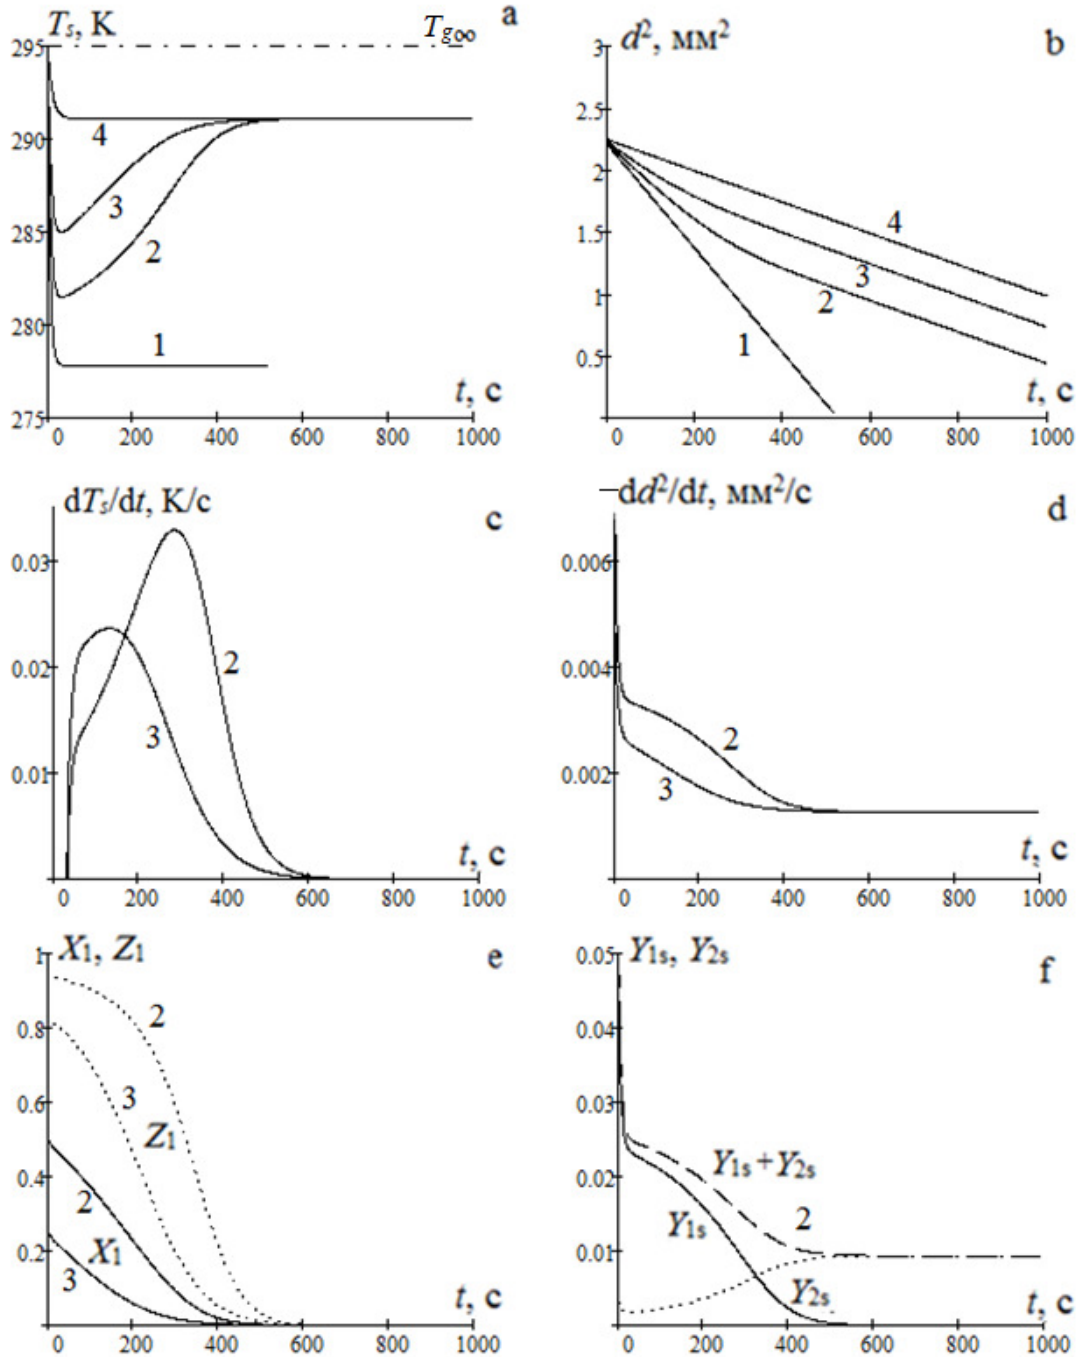 Ts, K
Tg∞
a
295
290
285
280
275
4
3
2
1
t, c
0 200 400 600 800 1000
d², мм²
b
3
2.5
2
1.5
1
0.5
4
3
2
1
t, c
0 200 400 600 800 1000
dTs/dt, K/c
c
0.03
0.02
0.01
2
3
t, c
0 200 400 600 800 1000
—dd²/dt, мм²/c
d
0.006
0.004
0.002
2
3
t, c
0 200 400 600 800 1000
X1, Z1
e
1
0.8
0.6
0.4
0.2
2
3
Z1
2
X1
3
t, c
0 200 400 600 800 1000
Y1s, Y2s
f
0.05
0.04
0.03
0.02
0.01
Y1s+Y2s
2
Y1s
Y2s
t, c
0 200 400 600 800 1000